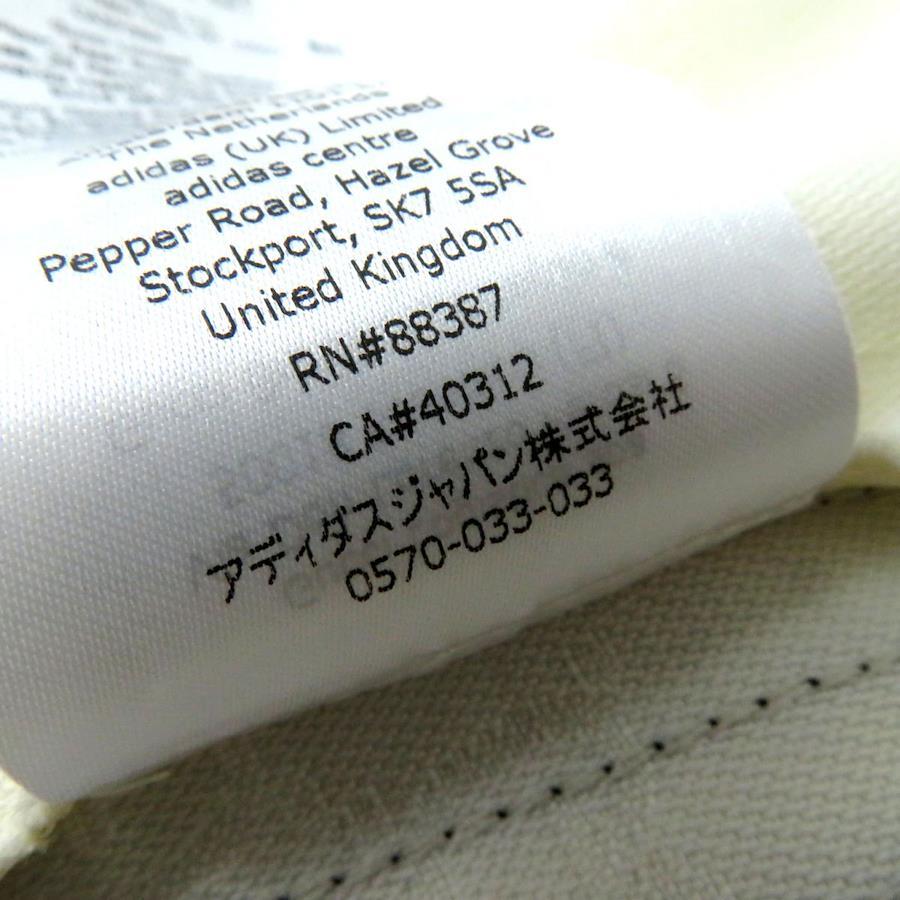 The Netherlands
adidas (UK) Limited
adidas centre
Pepper Road, Hazel Grove
Stockport, SK7 5SA
United Kingdom
RN#88387
CA#40312
アディダスジャパン株式会社
0570-033-033